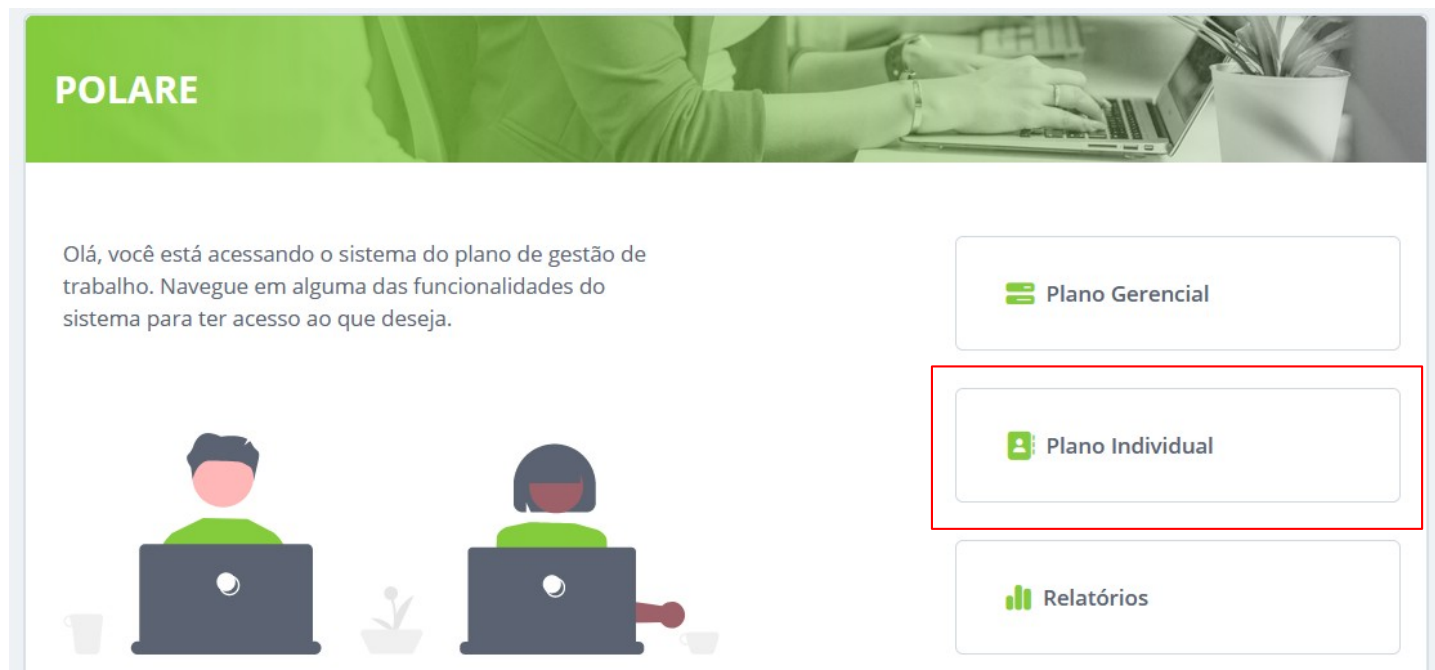 POLARE
Olá, você está acessando o sistema do plano de gestão de
trabalho. Navegue em alguma das funcionalidades do
sistema para ter acesso ao que deseja.
Plano Gerencial
Plano Individual
Relatórios